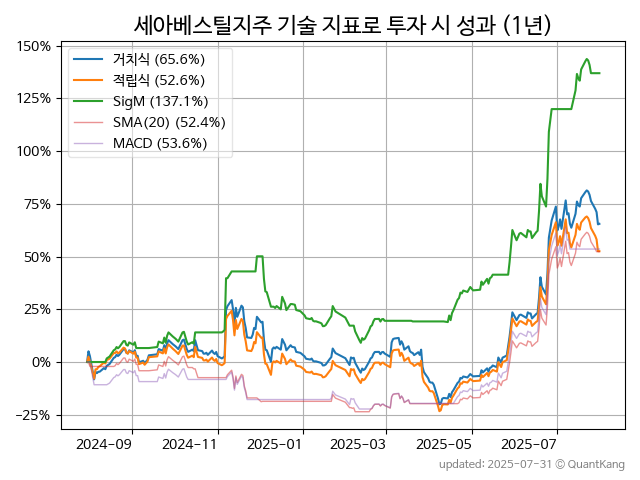 세아베스틸지주 기술 지표로 투자 시 성과 (1년)
150%
125%
100%
75%
50%
25%
0%
−25%
거치식 (65.6%)
적립식 (52.6%)
SigM (137.1%)
SMA(20) (52.4%)
MACD (53.6%)
2024-09 2024-11 2025-01 2025-03 2025-05 2025-07
updated: 2025-07-31 © QuantKang